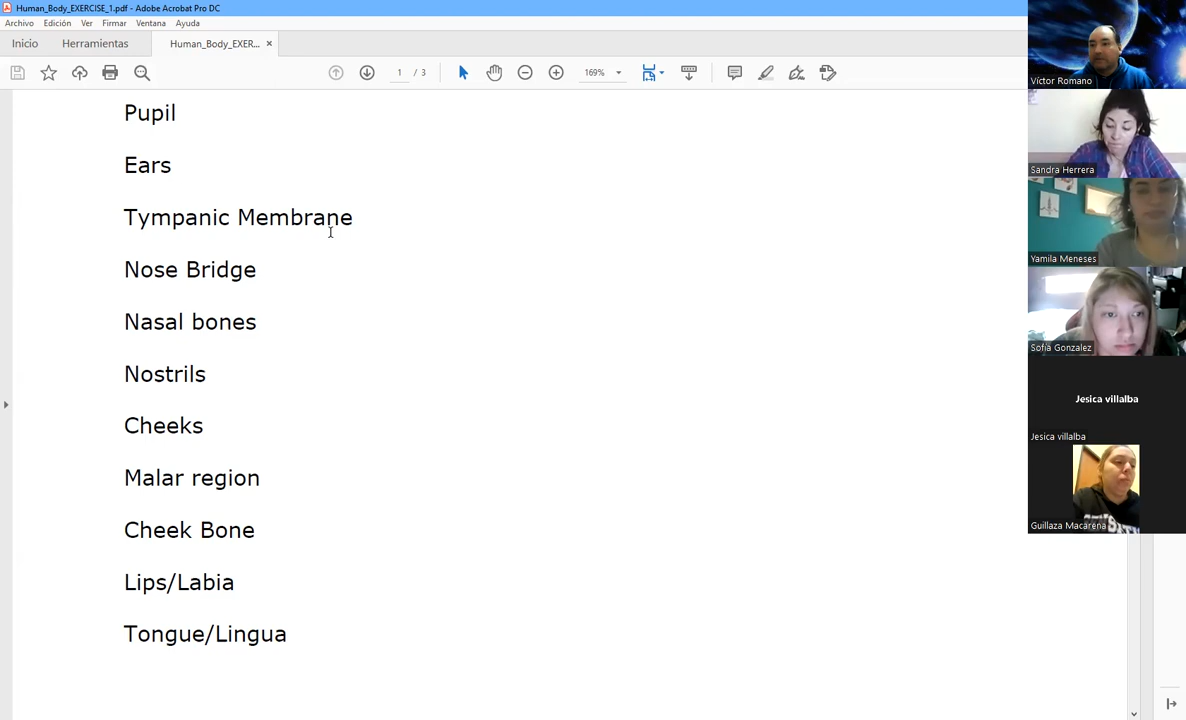 Human_Body_EXERCISE_1.pdf - Adobe Acrobat Pro DC
Archivo Edición Ver Firmar Ventana Ayuda
Inicio Herramientas Human_Body_EXER... ×
1 / 3 169%
Pupil
Ears
Tympanic Membrane
Nose Bridge
Nasal bones
Nostrils
Cheeks
Malar region
Cheek Bone
Lips/Labia
Tongue/Lingua
Víctor Romano
Sandra Herrera
Yamila Meneses
Sofía Gonzalez
Jesica villalba
Jesica villalba
Guillaza Macarena